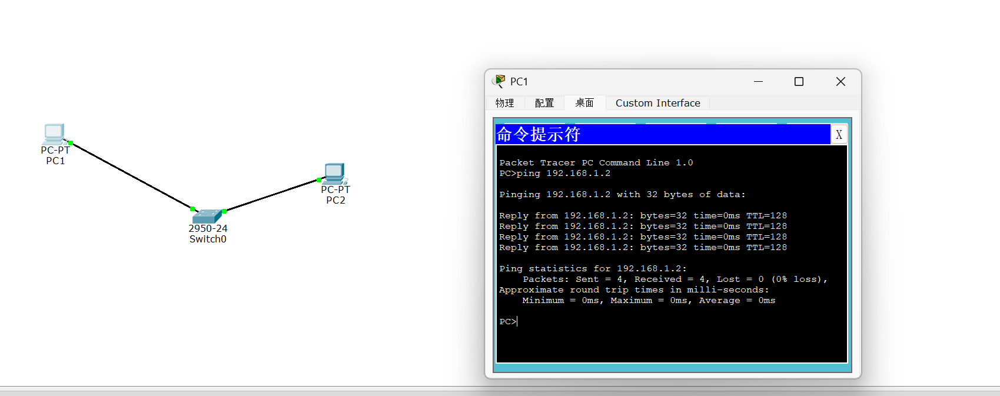 PC-PT
PC1
PC-PT
PC2
2950-24
Switch0
PC1
物理 配置 桌面 Custom Interface
命令提示符 X
Packet Tracer PC Command Line 1.0
PC>ping 192.168.1.2
Pinging 192.168.1.2 with 32 bytes of data:
Reply from 192.168.1.2: bytes=32 time=0ms TTL=128
Reply from 192.168.1.2: bytes=32 time=0ms TTL=128
Reply from 192.168.1.2: bytes=32 time=0ms TTL=128
Reply from 192.168.1.2: bytes=32 time=0ms TTL=128
Ping statistics for 192.168.1.2:
    Packets: Sent = 4, Received = 4, Lost = 0 (0% loss),
Approximate round trip times in milli-seconds:
    Minimum = 0ms, Maximum = 0ms, Average = 0ms
PC>